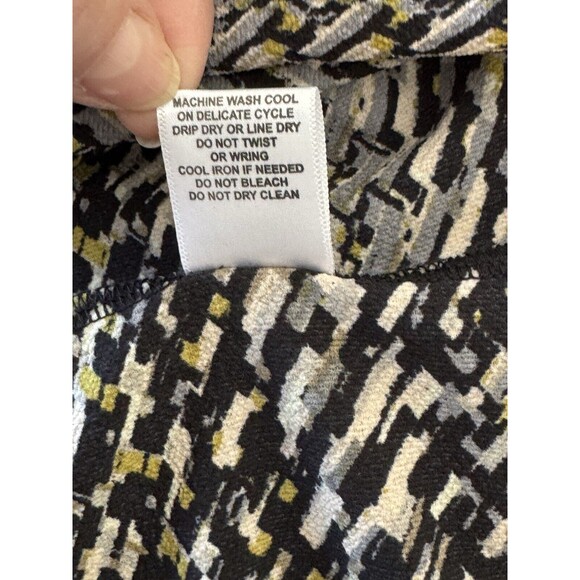 MACHINE WASH COOL
ON DELICATE CYCLE
DRIP DRY OR LINE DRY
DO NOT TWIST
OR WRING
COOL IRON IF NEEDED
DO NOT BLEACH
DO NOT DRY CLEAN